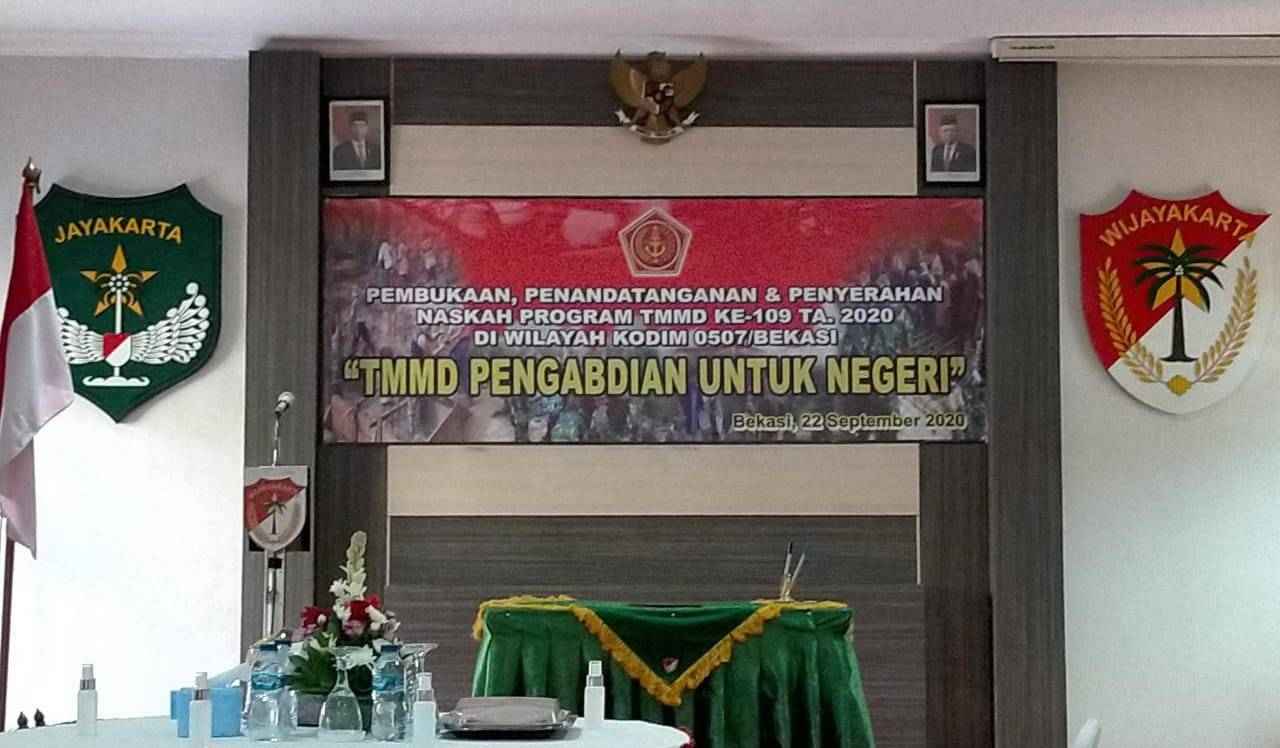 JAYAKARTA
WIJAYAKART
PEMBUKAAN, PENANDATANGANAN & PENYERAHAN
NASKAH PROGRAM TMMD KE-109 TA. 2020
DI WILAYAH KODIM 0507/BEKASI
“TMMD PENGABDIAN UNTUK NEGERI”
Bekasi, 22 September 2020